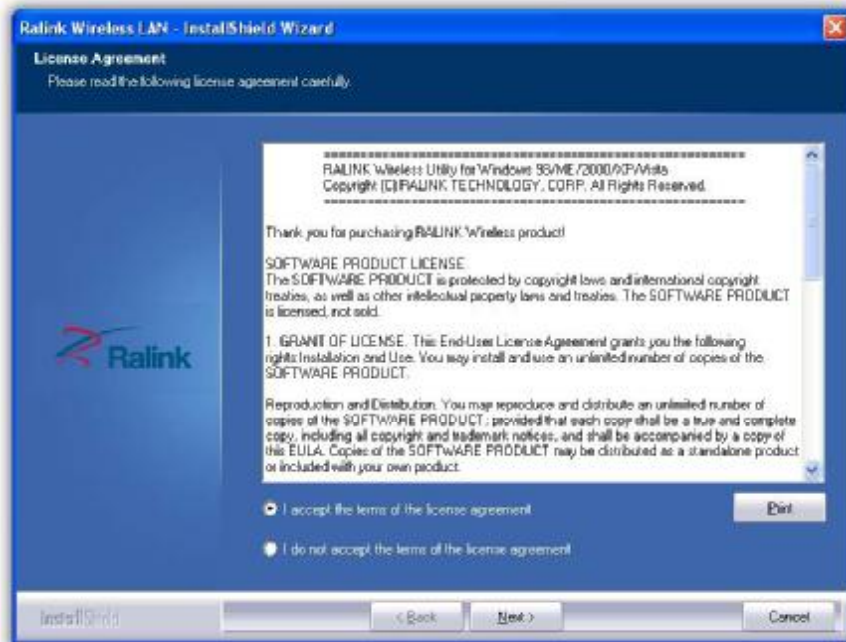 Ralink Wireless LAN - InstallShield Wizard
License Agreement
Please read the following license agreement carefully.
==========================================================
RALINK Wireless Utility for Windows 98/ME/2000/XP/Vista
Copyright (C)RALINK TECHNOLOGY, CORP. All Rights Reserved.
==========================================================
Thank you for purchasing RALINK Wireless product!
SOFTWARE PRODUCT LICENSE
The SOFTWARE PRODUCT is protected by copyright laws and international copyright
treaties, as well as other intellectual property laws and treaties. The SOFTWARE PRODUCT
is licensed, not sold.
1. GRANT OF LICENSE. This End-User License Agreement grants you the following
rights Installation and Use. You may install and use an unlimited number of copies of the
SOFTWARE PRODUCT.
Reproduction and Distribution. You may reproduce and distribute an unlimited number of
copies of the SOFTWARE PRODUCT; provided that each copy shall be a true and complete
copy, including all copyright and trademark notices, and shall be accompanied by a copy of
this EULA. Copies of the SOFTWARE PRODUCT may be distributed as a standalone product
or included with your own product.
Ralink
I accept the terms of the license agreement
Print
I do not accept the terms of the license agreement
InstallShield
< Back
Next >
Cancel